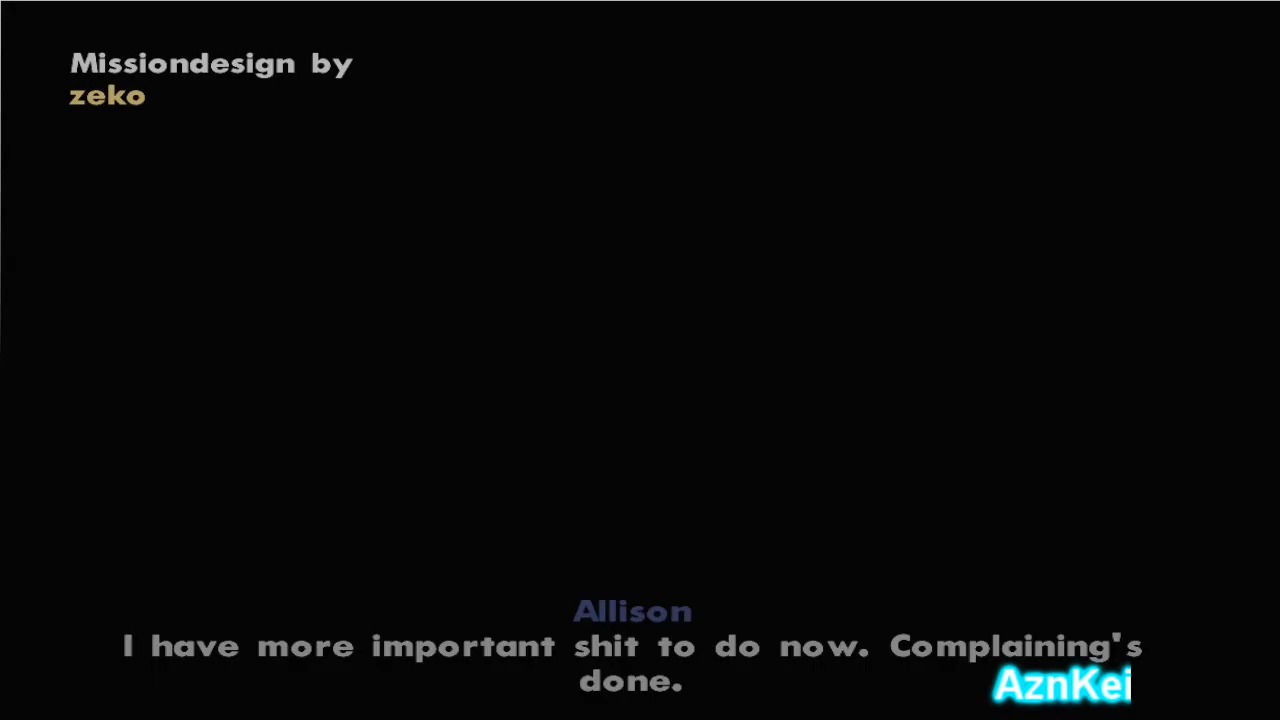 Missiondesign by
zeko
Allison
I have more important shit to do now. Complaining's
done.
AznKei